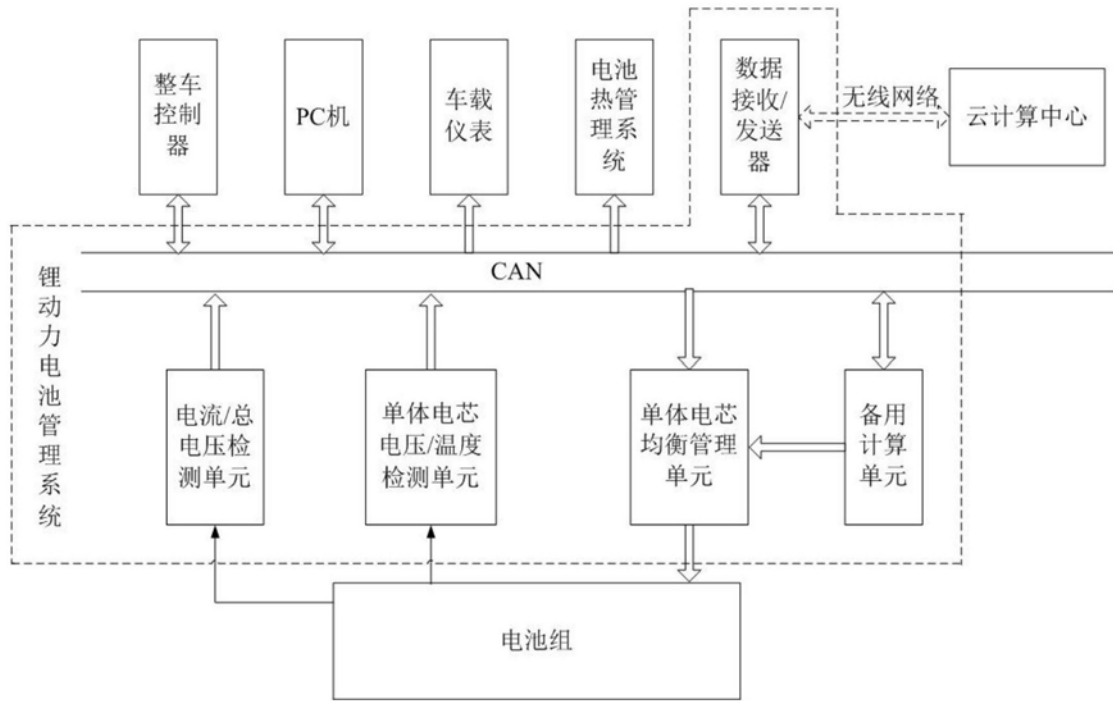 整车
控制
器
PC机
车载
仪表
电池
热管
理系
统
数据
接收/
发送
器
无线网络
云计算中心
CAN
锂
动
力
电
池
管
理
系
统
电流/总
电压检
测单元
单体电芯
电压/温度
检测单元
单体电芯
均衡管理
单元
备用
计算
单元
电池组